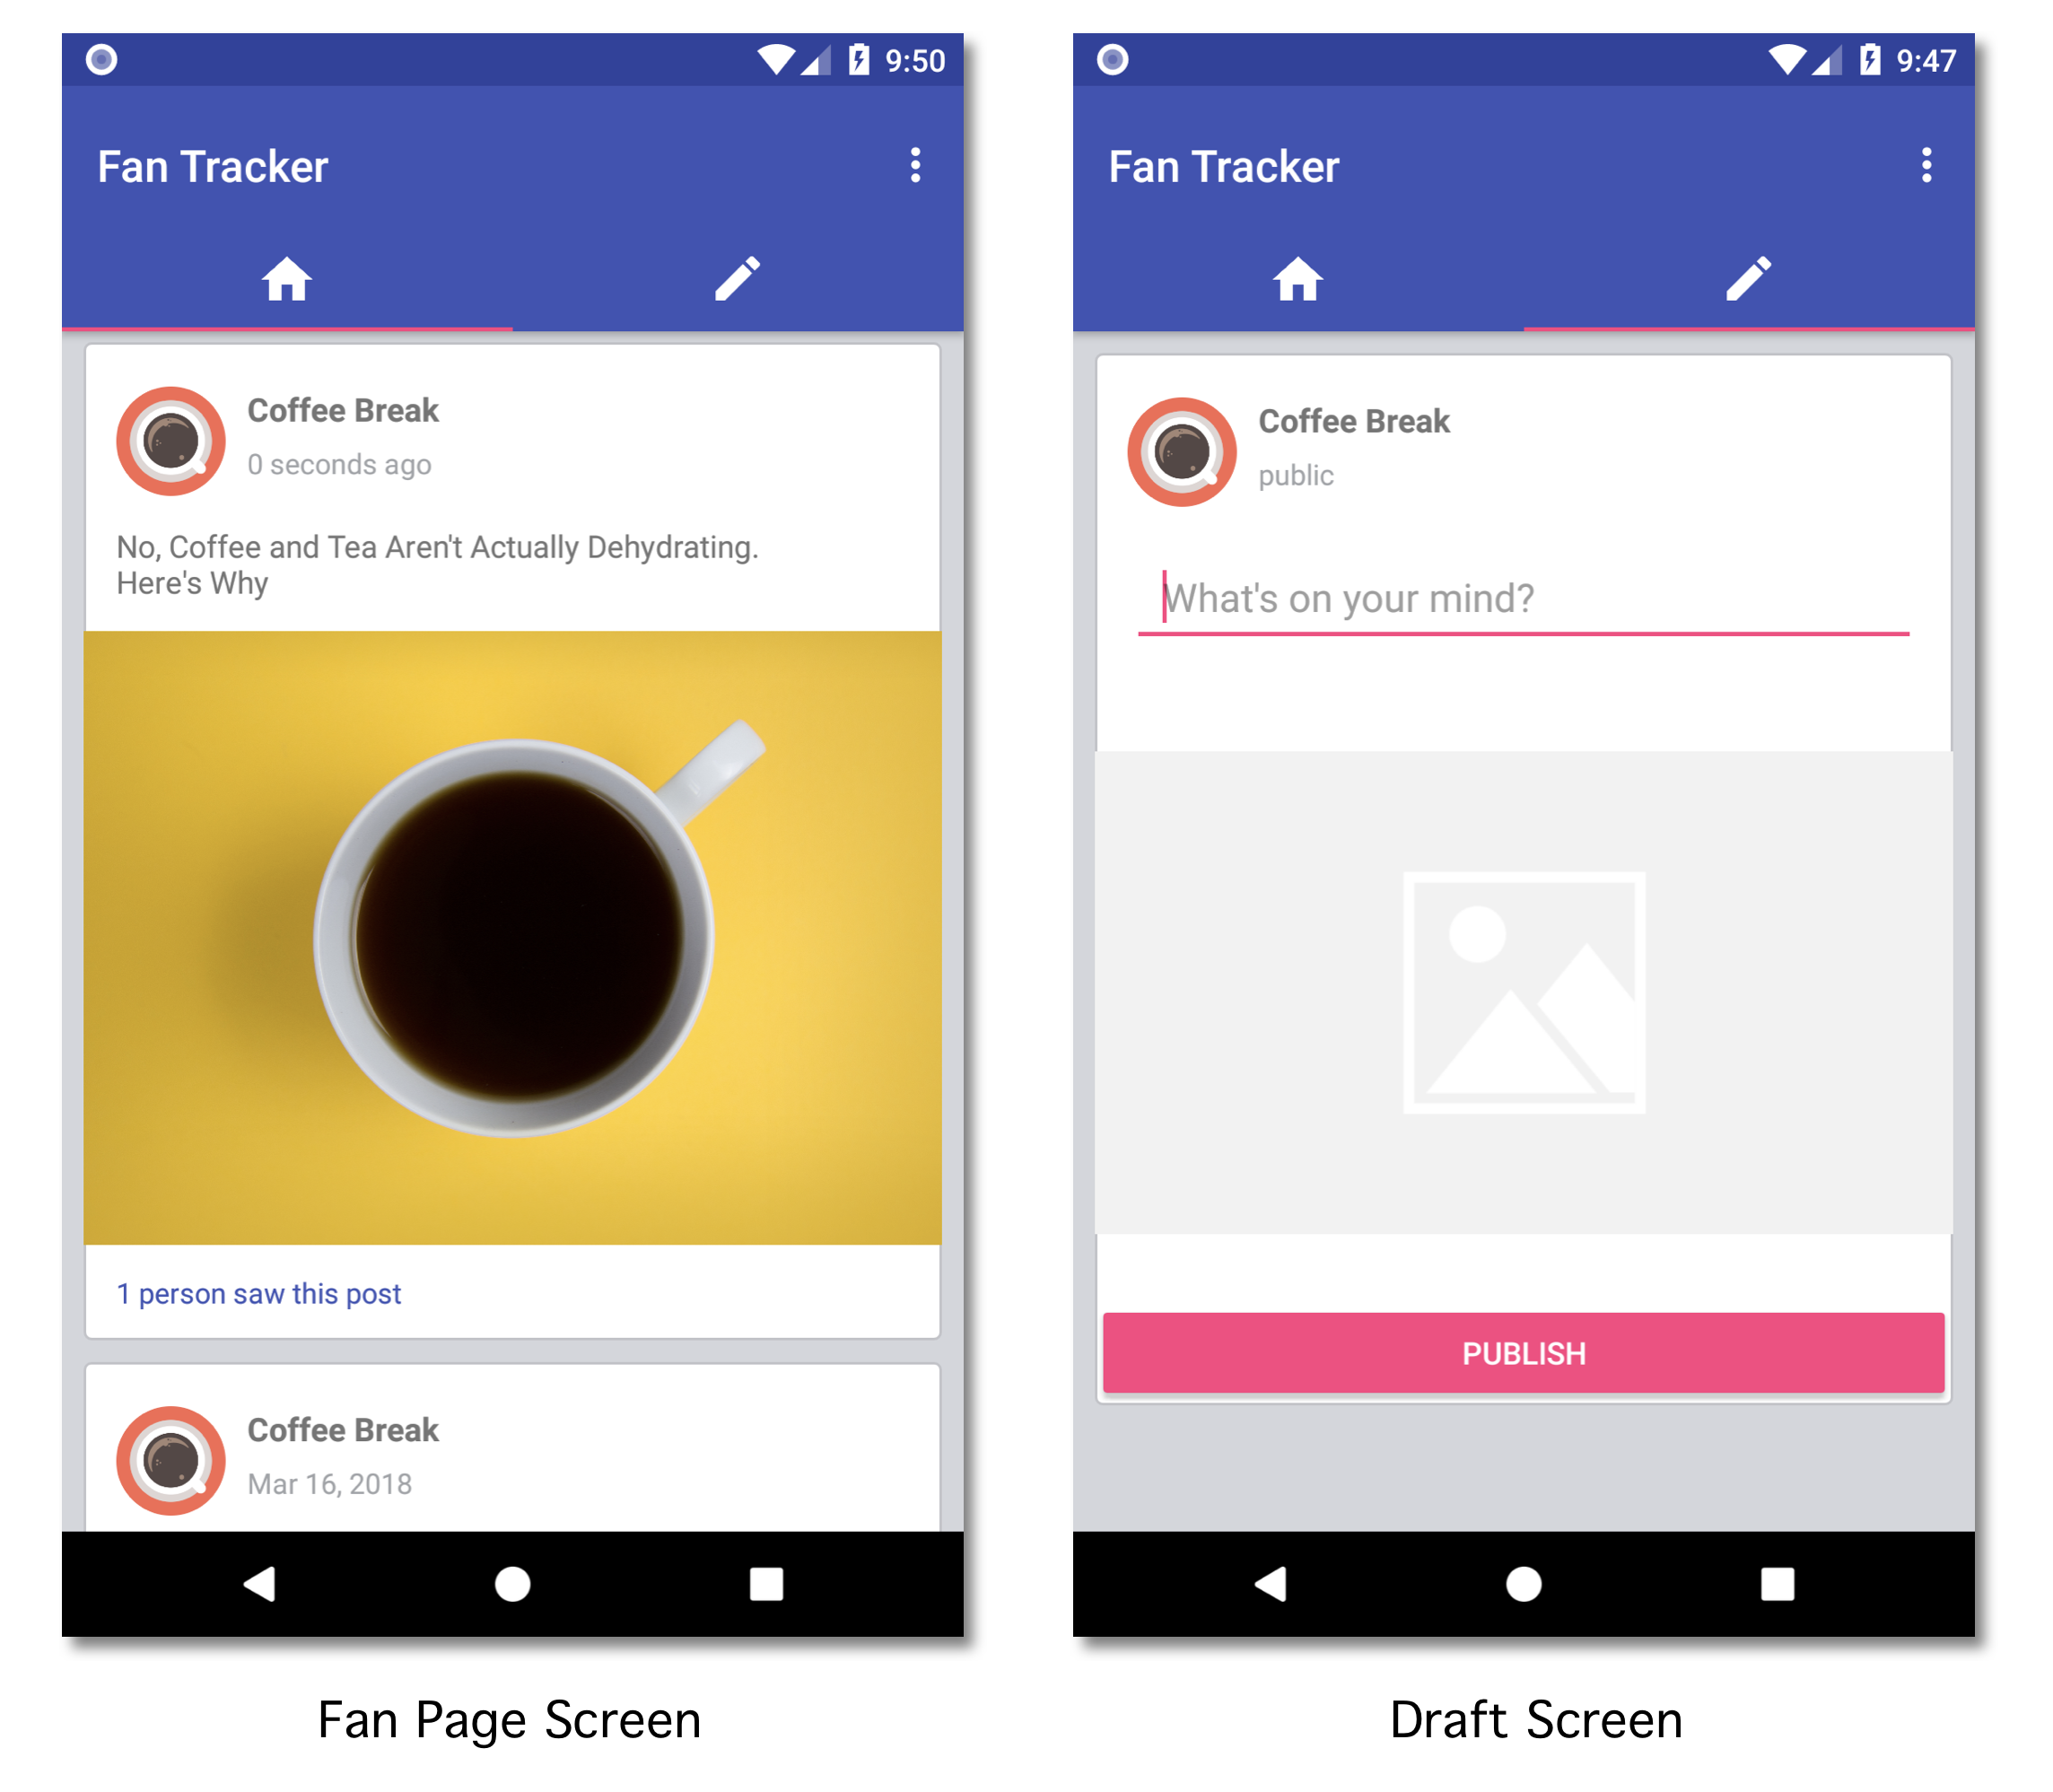 9:50
Fan Tracker
Coffee Break
0 seconds ago
No, Coffee and Tea Aren't Actually Dehydrating.
Here's Why
1 person saw this post
Coffee Break
Mar 16, 2018
Fan Page Screen
9:47
Fan Tracker
Coffee Break
public
What's on your mind?
PUBLISH
Draft Screen